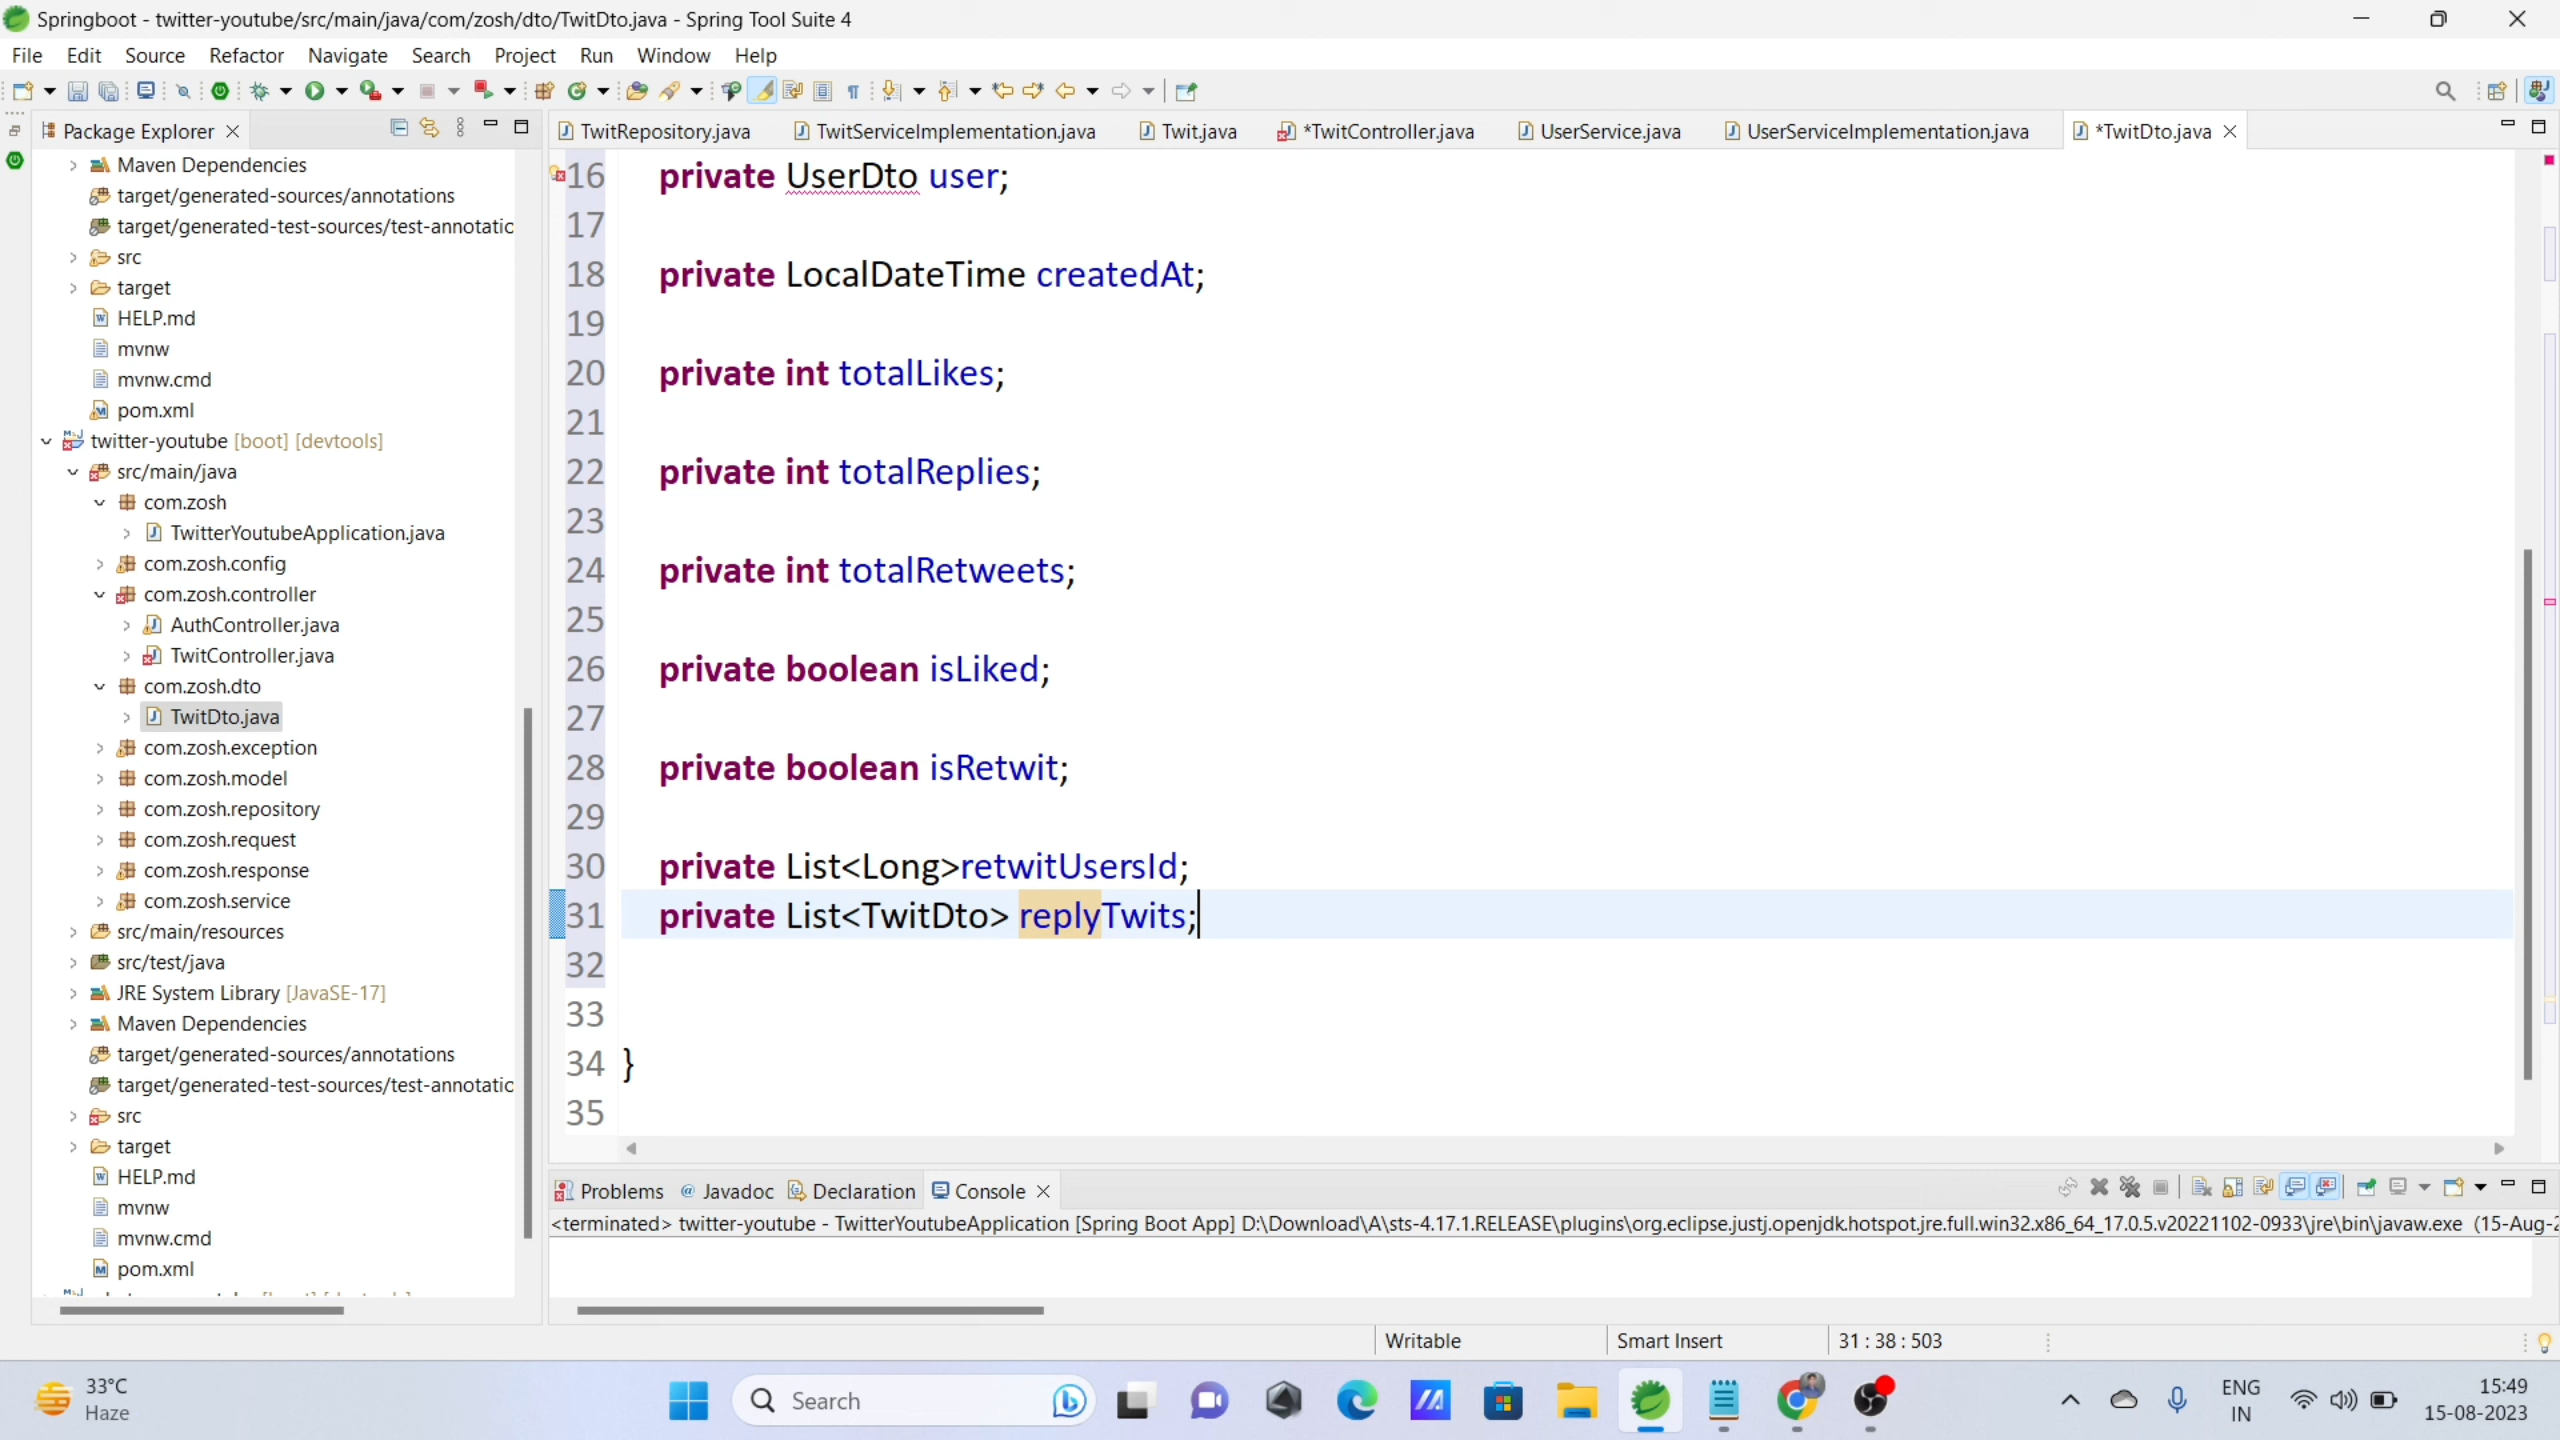 Springboot - twitter-youtube/src/main/java/com/zosh/dto/TwitDto.java - Spring Tool Suite 4
File Edit Source Refactor Navigate Search Project Run Window Help
Package Explorer
TwitRepository.java TwitServiceImplementation.java Twit.java *TwitController.java UserService.java UserServiceImplementation.java *TwitDto.java
Maven Dependencies
target/generated-sources/annotations
target/generated-test-sources/test-annotatic
src
target
HELP.md
mvnw
mvnw.cmd
pom.xml
twitter-youtube [boot] [devtools]
src/main/java
com.zosh
TwitterYoutubeApplication.java
com.zosh.config
com.zosh.controller
AuthController.java
TwitController.java
com.zosh.dto
TwitDto.java
com.zosh.exception
com.zosh.model
com.zosh.repository
com.zosh.request
com.zosh.response
com.zosh.service
src/main/resources
src/test/java
JRE System Library [JavaSE-17]
Maven Dependencies
target/generated-sources/annotations
target/generated-test-sources/test-annotatic
src
target
HELP.md
mvnw
mvnw.cmd
pom.xml
16 private UserDto user;
17
18 private LocalDateTime createdAt;
19
20 private int totalLikes;
21
22 private int totalReplies;
23
24 private int totalRetweets;
25
26 private boolean isLiked;
27
28 private boolean isRetwit;
29
30 private List<Long>retwitUsersId;
31 private List<TwitDto> replyTwits;
32
33
34 }
35
Problems @ Javadoc Declaration Console
<terminated> twitter-youtube - TwitterYoutubeApplication [Spring Boot App] D:\Download\A\sts-4.17.1.RELEASE\plugins\org.eclipse.justj.openjdk.hotspot.jre.full.win32.x86_64_17.0.5.v20221102-0933\jre\bin\javaw.exe (15-Aug-2
Writable Smart Insert 31 : 38 : 503
33°C
Haze
Search
ENG
IN
15:49
15-08-2023